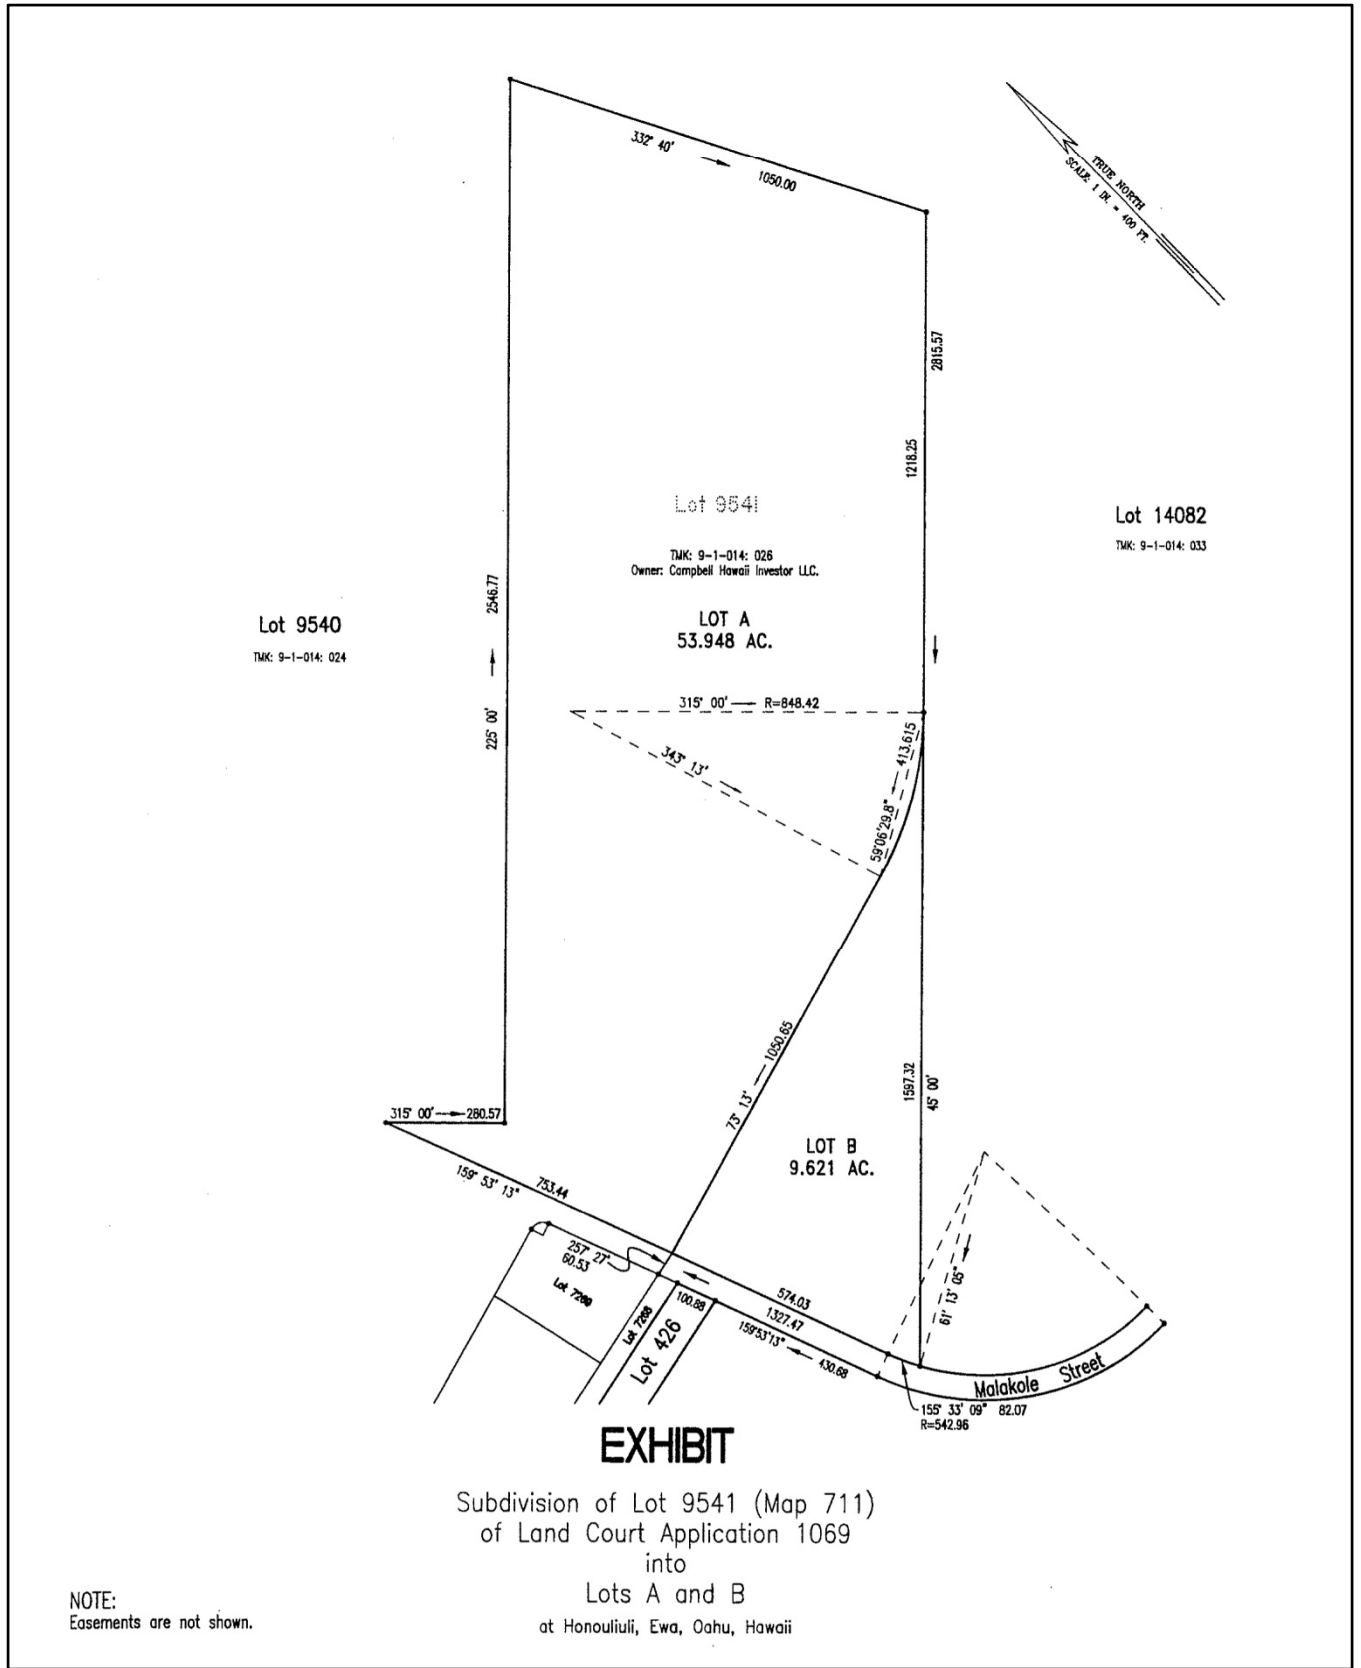 332° 40'
1050.00
TRUE NORTH
SCALE: 1 IN. = 400 FT.
2815.57
1218.25
Lot 9541
TMK: 9-1-014: 026
Owner: Campbell Hawaii Investor LLC.
LOT A
53.948 AC.
Lot 14082
TMK: 9-1-014: 033
Lot 9540
TMK: 9-1-014: 024
2546.77
225° 00'
315° 00' R=848.42
343° 13'
413.615
59°06'29.8"
1050.65
73° 13'
1597.32
45° 00'
LOT B
9.621 AC.
315° 00' 280.57
159° 53' 13"
753.44
257° 27'
60.53
Lot 7269
Lot 7268
Lot 426
100.88
574.03
1327.47
159°53'13"
430.68
61° 13' 05"
Malakole Street
155° 33' 09" 82.07
R=542.96
EXHIBIT
Subdivision of Lot 9541 (Map 711)
of Land Court Application 1069
into
Lots A and B
at Honouliuli, Ewa, Oahu, Hawaii
NOTE:
Easements are not shown.